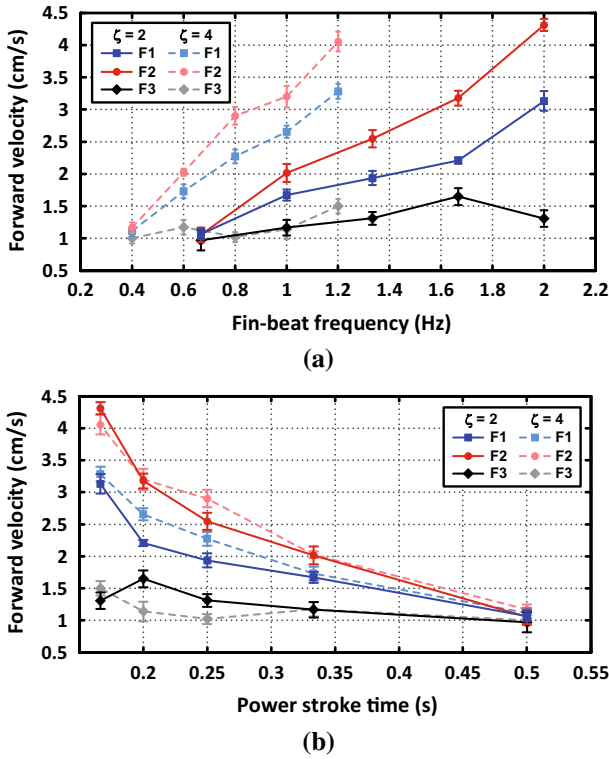 Forward velocity (cm/s)
4.5
4
3.5
3
2.5
2
1.5
1
0.5
ζ = 2 ζ = 4
F1 F1
F2 F2
F3 F3
0.2 0.4 0.6 0.8 1 1.2 1.4 1.6 1.8 2 2.2
Fin-beat frequency (Hz)
(a)
Forward velocity (cm/s)
4.5
4
3.5
3
2.5
2
1.5
1
0.5
ζ = 2 ζ = 4
F1 F1
F2 F2
F3 F3
0.2 0.25 0.3 0.35 0.4 0.45 0.5 0.55
Power stroke time (s)
(b)